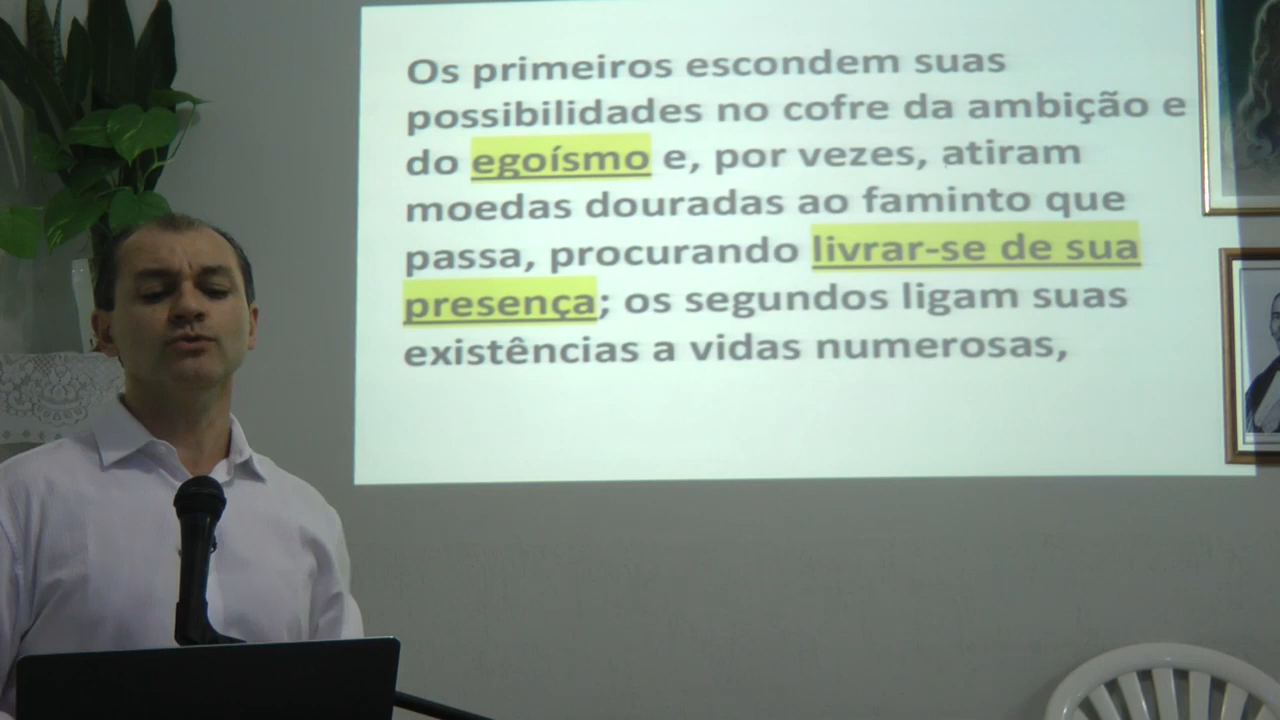 Os primeiros escondem suas
possibilidades no cofre da ambição e
do egoísmo e, por vezes, atiram
moedas douradas ao faminto que
passa, procurando livrar-se de sua
presença; os segundos ligam suas
existências a vidas numerosas,